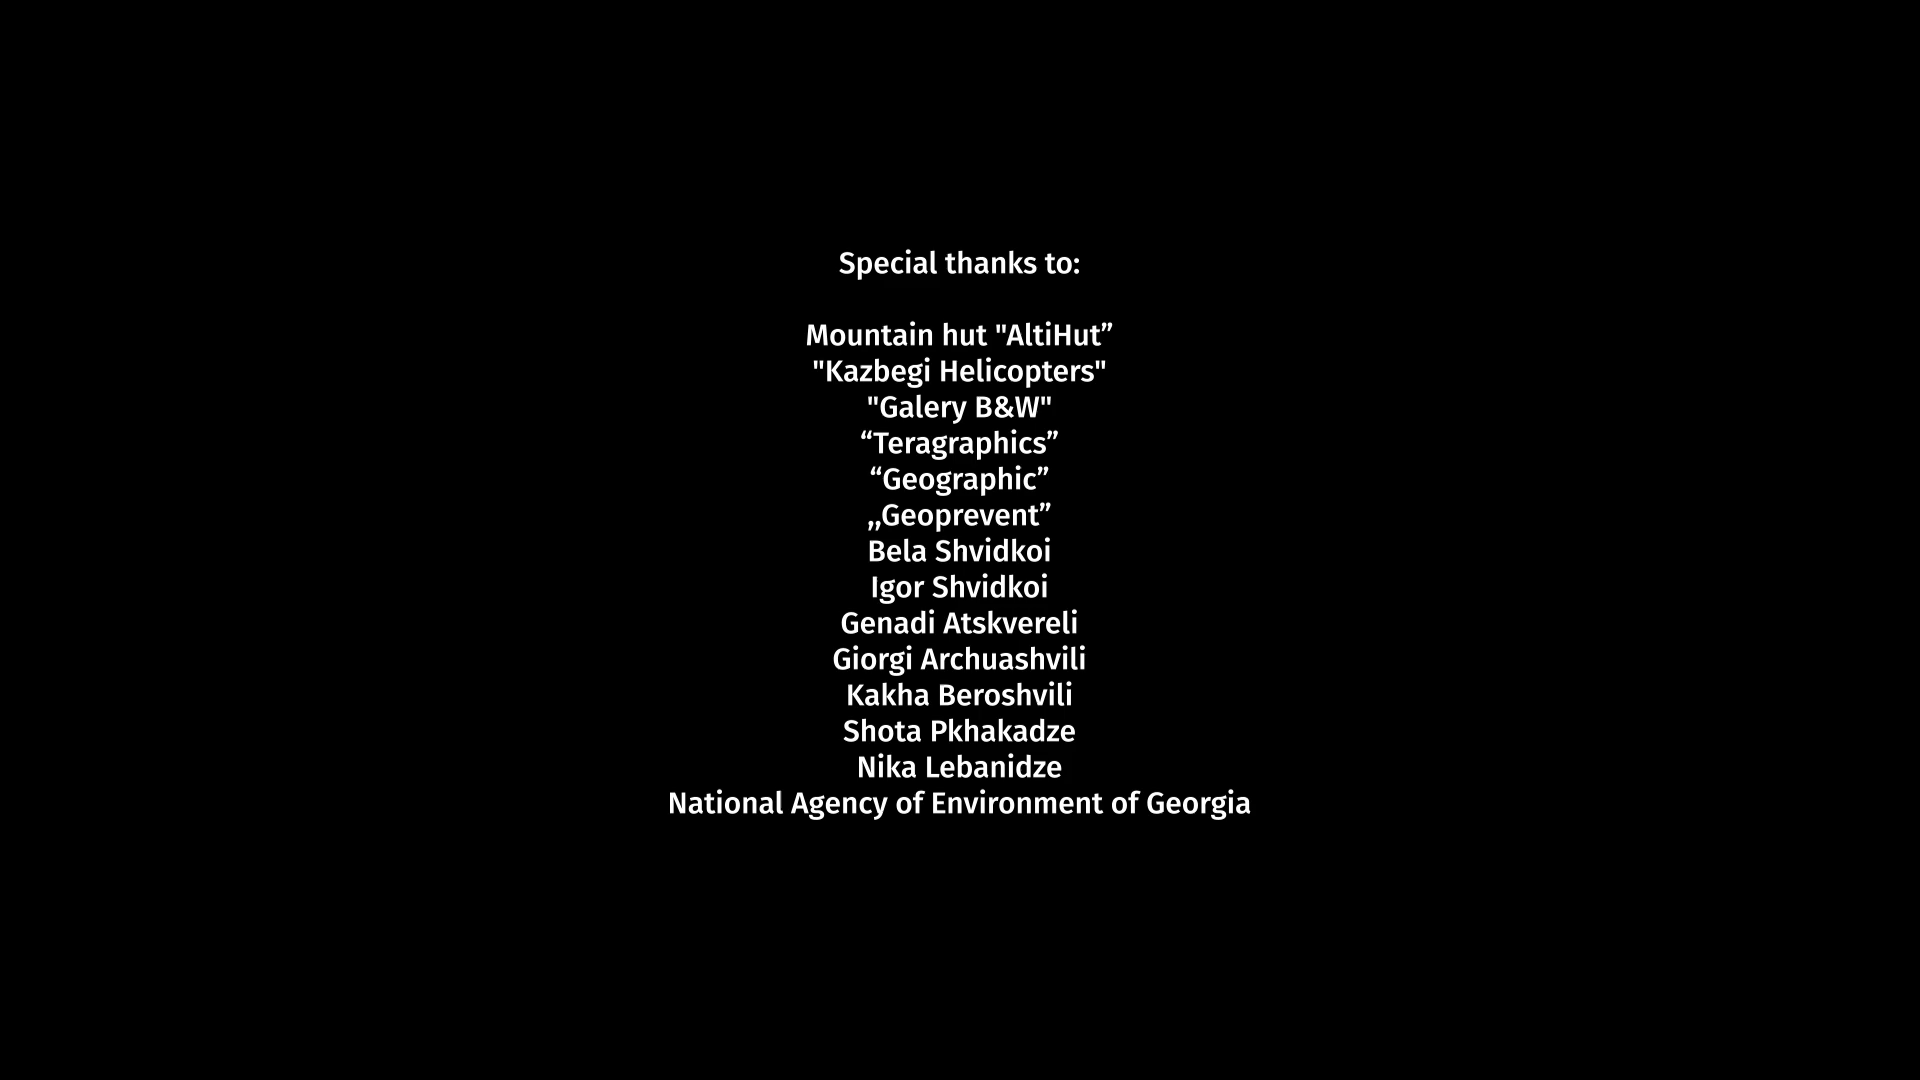 Special thanks to:
Mountain hut "AltiHut”
"Kazbegi Helicopters"
"Galery B&W"
“Teragraphics”
“Geographic”
„Geoprevent”
Bela Shvidkoi
Igor Shvidkoi
Genadi Atskvereli
Giorgi Archuashvili
Kakha Beroshvili
Shota Pkhakadze
Nika Lebanidze
National Agency of Environment of Georgia